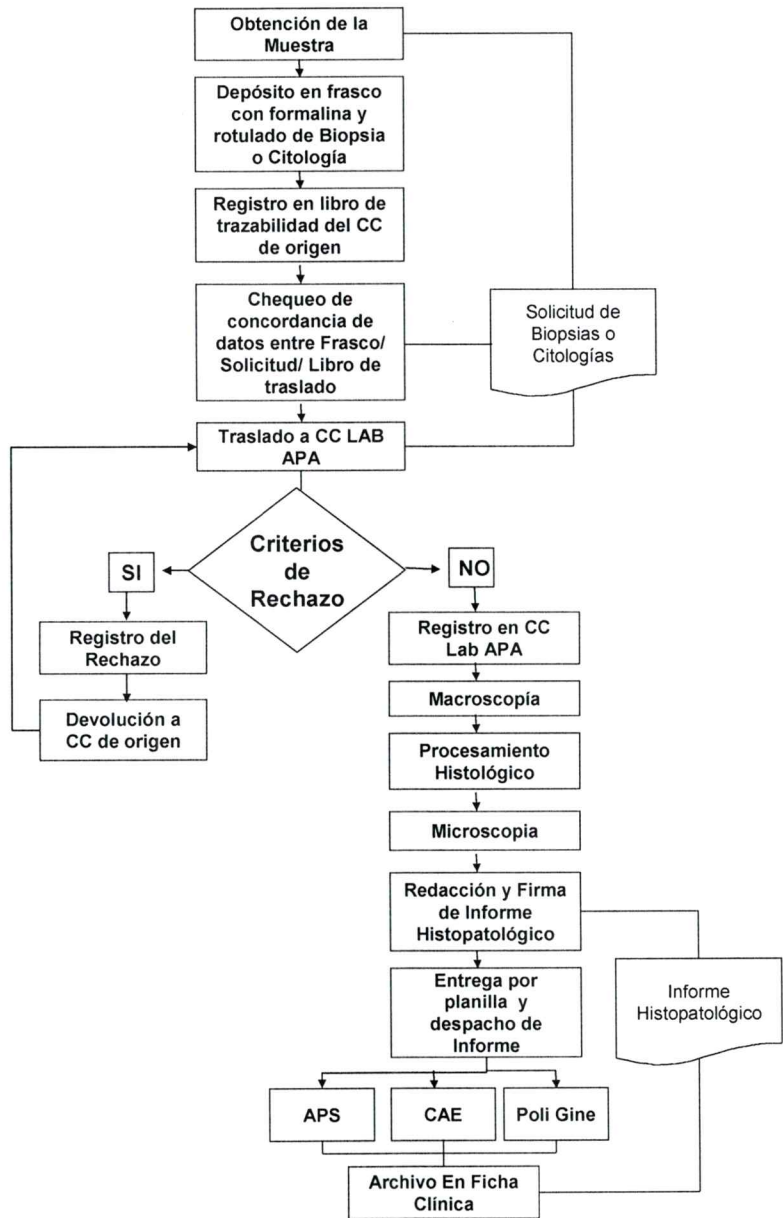 Obtención de la
Muestra
Depósito en frasco
con formalina y
rotulado de Biopsia
o Citología
Registro en libro de
trazabilidad del CC
de origen
Chequeo de
concordancia de
datos entre Frasco/
Solicitud/ Libro de
traslado
Solicitud de
Biopsias o
Citologías
Traslado a CC LAB
APA
Criterios
de
Rechazo
SI
NO
Registro del
Rechazo
Devolución a
CC de origen
Registro en CC
Lab APA
Macroscopía
Procesamiento
Histológico
Microscopia
Redacción y Firma
de Informe
Histopatológico
Entrega por
planilla y
despacho de
Informe
Informe
Histopatológico
APS
CAE
Poli Gine
Archivo En Ficha
Clínica